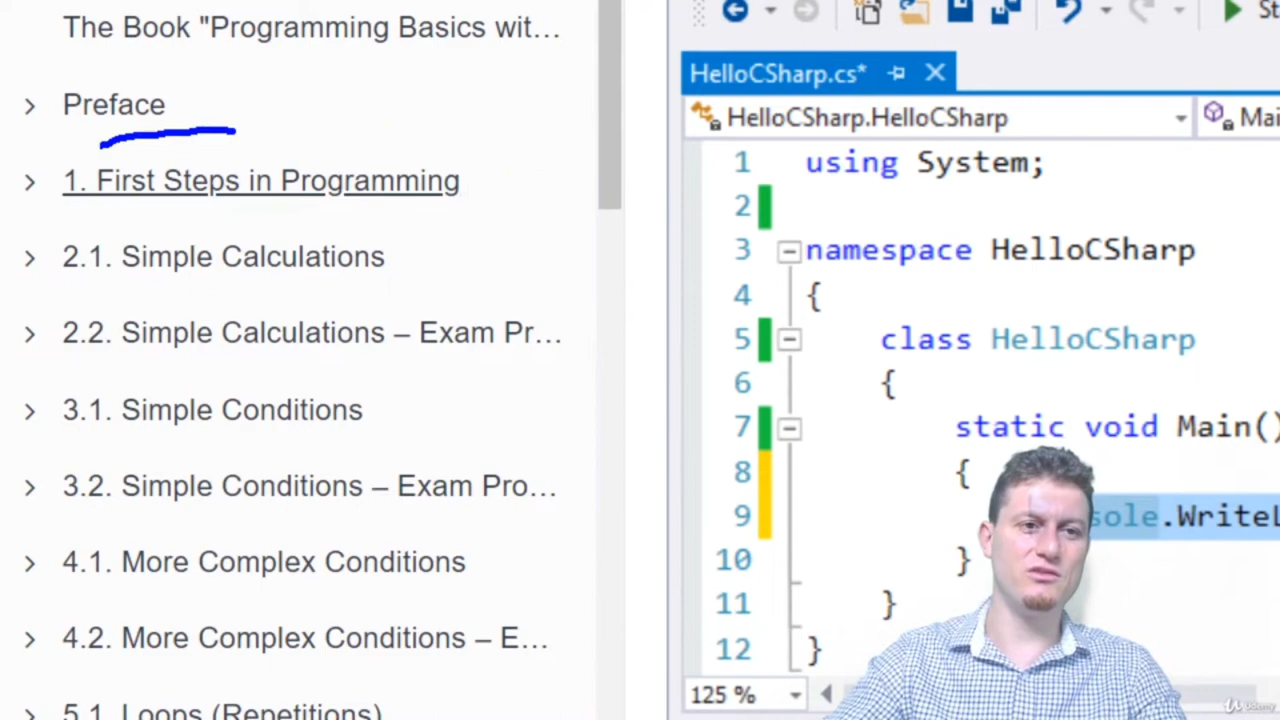 The Book "Programming Basics wit...
Preface
1. First Steps in Programming
2.1. Simple Calculations
2.2. Simple Calculations – Exam Pr...
3.1. Simple Conditions
3.2. Simple Conditions – Exam Pro...
4.1. More Complex Conditions
4.2. More Complex Conditions – E...
5.1. Loops (Repetitions)
St
HelloCSharp.cs*
HelloCSharp.HelloCSharp
Mai
1 using System;
2
3 namespace HelloCSharp
4 {
5 class HelloCSharp
6 {
7 static void Main()
8 {
9 sole.WriteL
10 }
11 }
12 }
125 %
Udemy